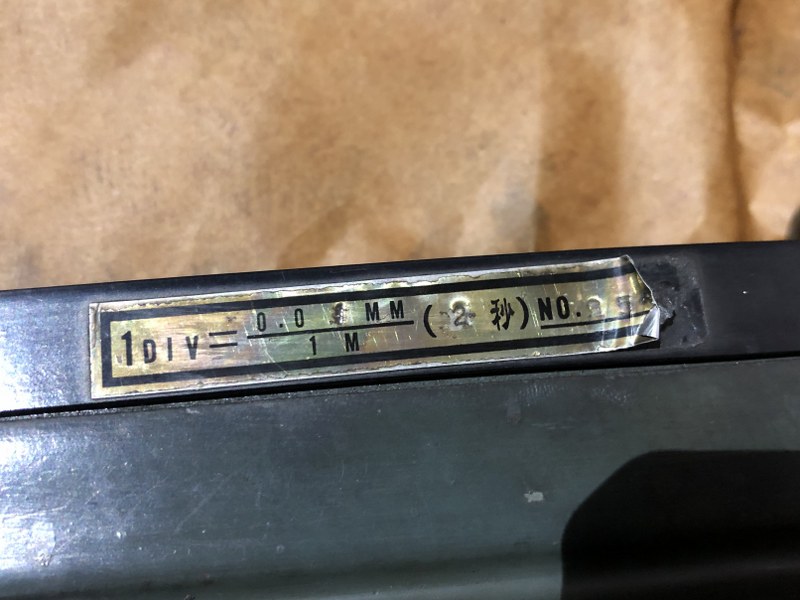 1DIV= 0.0 MM
1 M
(2 秒) NO.